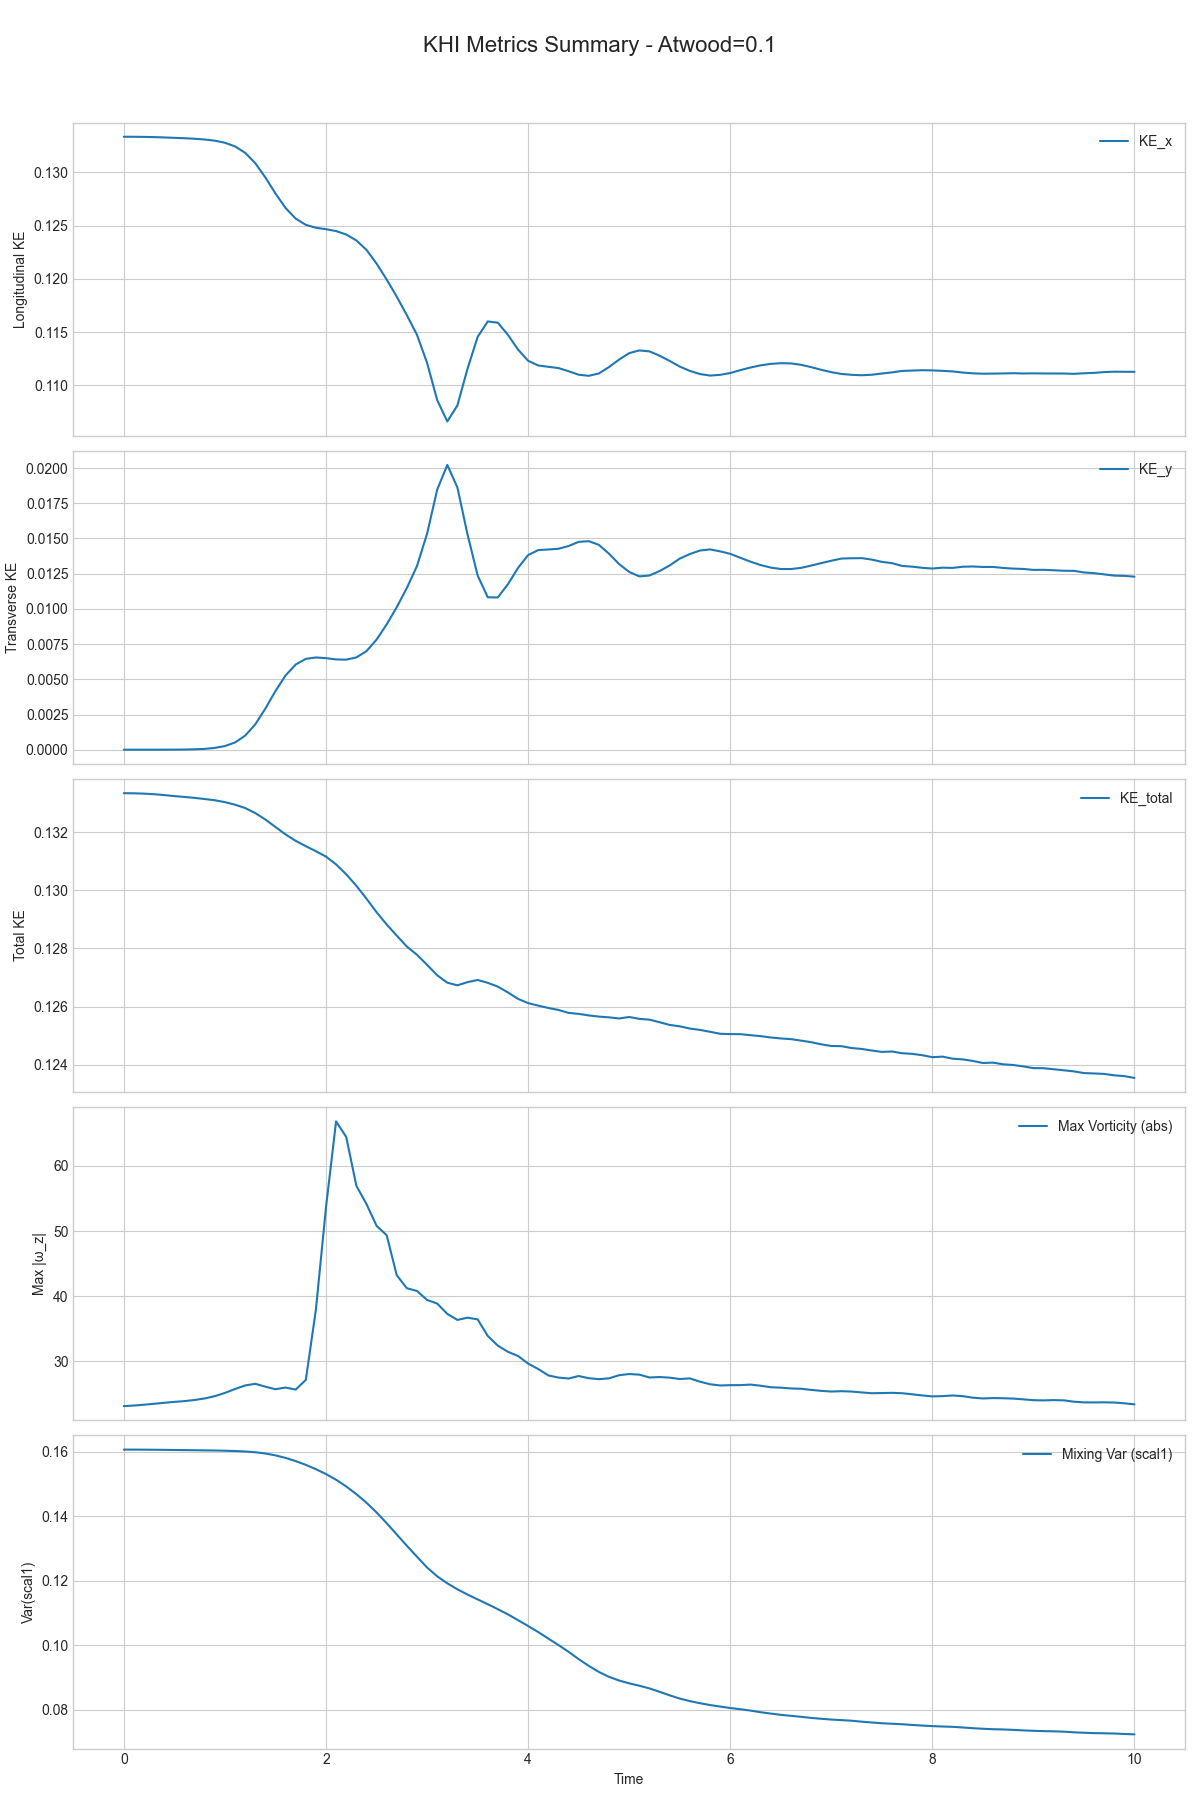 KHI Metrics Summary - Atwood=0.1
KE_x
0.130
0.125
0.120
0.115
0.110
Longitudinal KE
KE_y
0.0200
0.0175
0.0150
0.0125
0.0100
0.0075
0.0050
0.0025
0.0000
Transverse KE
KE_total
0.132
0.130
0.128
0.126
0.124
Total KE
Max Vorticity (abs)
60
50
40
30
Max |ω_z|
Mixing Var (scal1)
0.16
0.14
0.12
0.10
0.08
Var(scal1)
0 2 4 6 8 10
Time